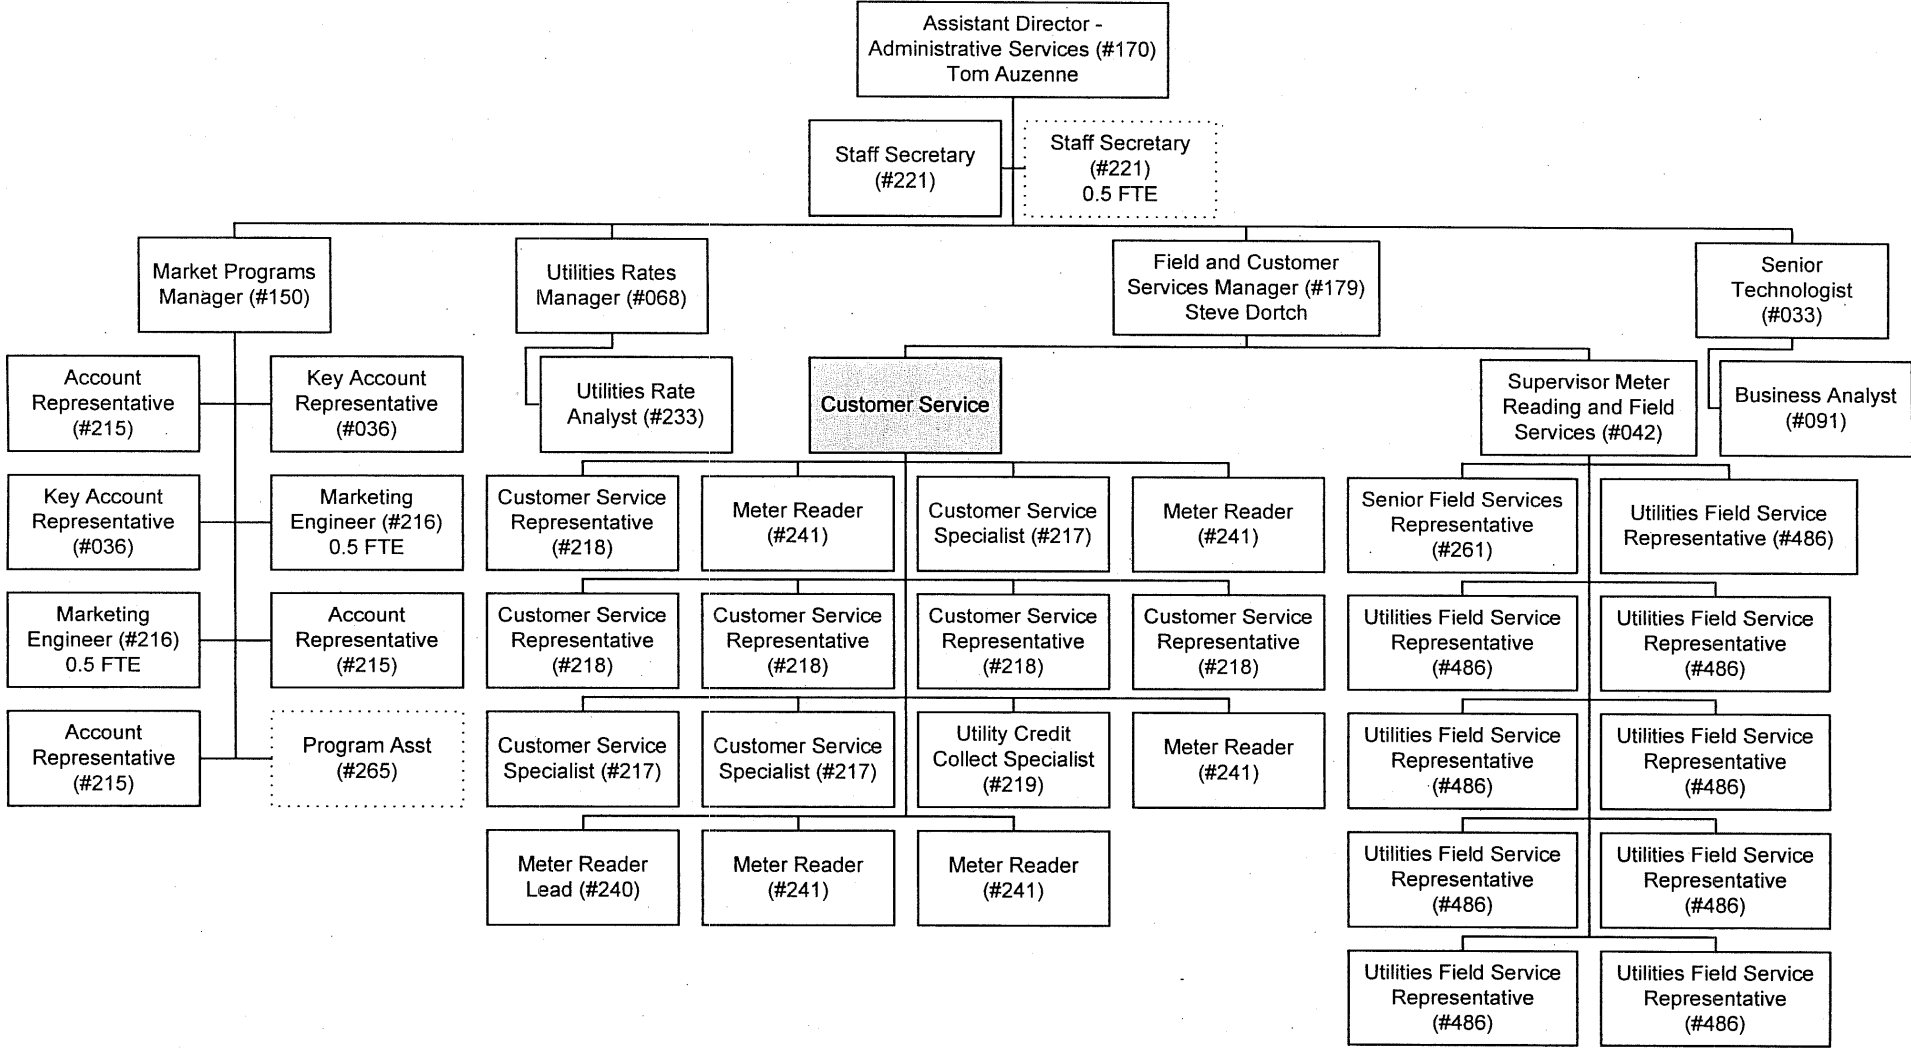 Assistant Director -
Administrative Services (#170)
Tom Auzenne
Staff Secretary
(#221)
Staff Secretary
(#221)
0.5 FTE
Market Programs
Manager (#150)
Utilities Rates
Manager (#068)
Field and Customer
Services Manager (#179)
Steve Dortch
Senior
Technologist
(#033)
Account
Representative
(#215)
Key Account
Representative
(#036)
Utilities Rate
Analyst (#233)
Customer Service
Supervisor Meter
Reading and Field
Services (#042)
Business Analyst
(#091)
Key Account
Representative
(#036)
Marketing
Engineer (#216)
0.5 FTE
Customer Service
Representative
(#218)
Meter Reader
(#241)
Customer Service
Specialist (#217)
Meter Reader
(#241)
Senior Field Services
Representative
(#261)
Utilities Field Service
Representative (#486)
Marketing
Engineer (#216)
0.5 FTE
Account
Representative
(#215)
Customer Service
Representative
(#218)
Customer Service
Representative
(#218)
Customer Service
Representative
(#218)
Customer Service
Representative
(#218)
Utilities Field Service
Representative
(#486)
Utilities Field Service
Representative
(#486)
Account
Representative
(#215)
Program Asst
(#265)
Customer Service
Specialist (#217)
Customer Service
Specialist (#217)
Utility Credit
Collect Specialist
(#219)
Meter Reader
(#241)
Utilities Field Service
Representative
(#486)
Utilities Field Service
Representative
(#486)
Meter Reader
Lead (#240)
Meter Reader
(#241)
Meter Reader
(#241)
Utilities Field Service
Representative
(#486)
Utilities Field Service
Representative
(#486)
Utilities Field Service
Representative
(#486)
Utilities Field Service
Representative
(#486)